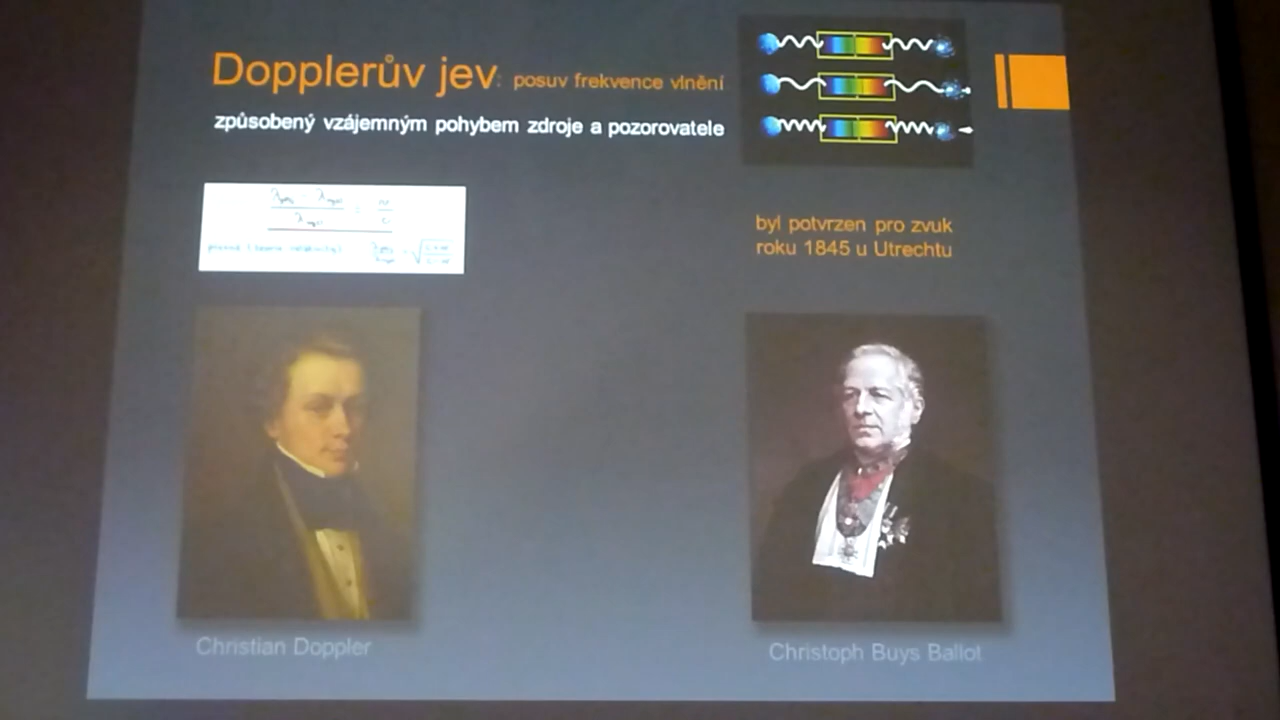 Dopplerův jev: posuv frekvence vlnění
způsobený vzájemným pohybem zdroje a pozorovatele
byl potvrzen pro zvuk
roku 1845 u Utrechtu
Christian Doppler
Christoph Buys Ballot